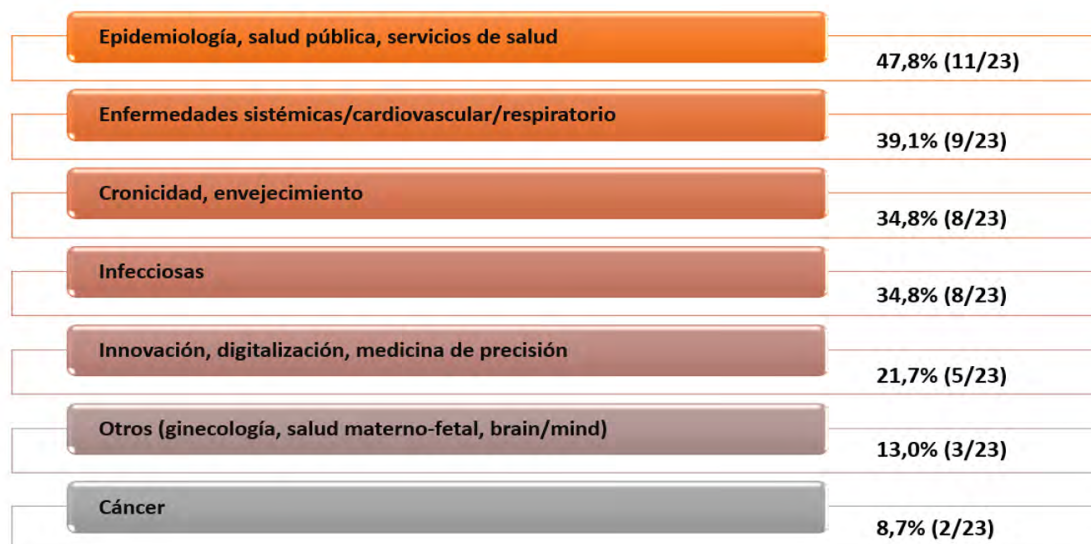 Epidemiología, salud pública, servicios de salud
47,8% (11/23)
Enfermedades sistémicas/cardiovascular/respiratorio
39,1% (9/23)
Cronicidad, envejecimiento
34,8% (8/23)
Infecciosas
34,8% (8/23)
Innovación, digitalización, medicina de precisión
21,7% (5/23)
Otros (ginecología, salud materno-fetal, brain/mind)
13,0% (3/23)
Cáncer
8,7% (2/23)